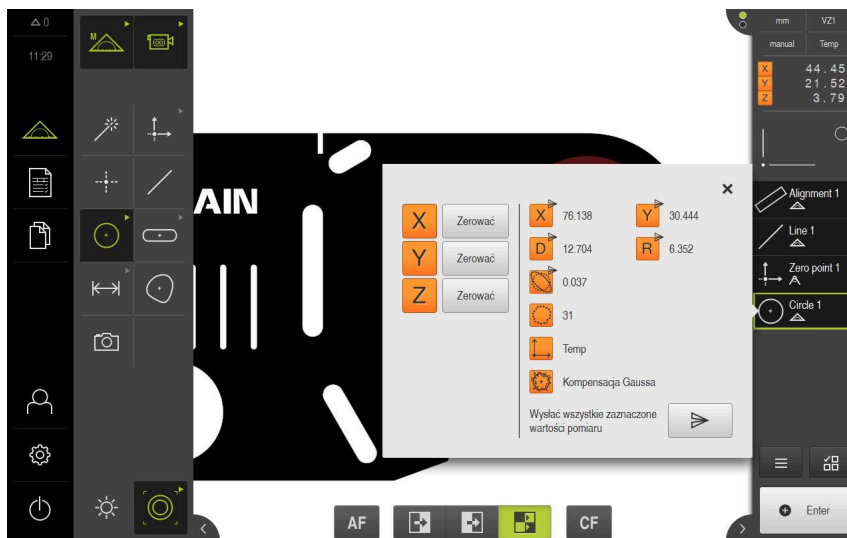 0
11:29
M
AIN
X Zerować
Y Zerować
Z Zerować
X 76.138
Y 30.444
D 12.704
R 6.352
0.037
31
Temp
Kompensacja Gaussa
Wysłać wszystkie zaznaczone
wartości pomiaru
AF
CF
mm VZ1
manual Temp
X 44.45
Y 21.52
Z 3.79
Alignment 1
Line 1
Zero point 1
Circle 1
Enter